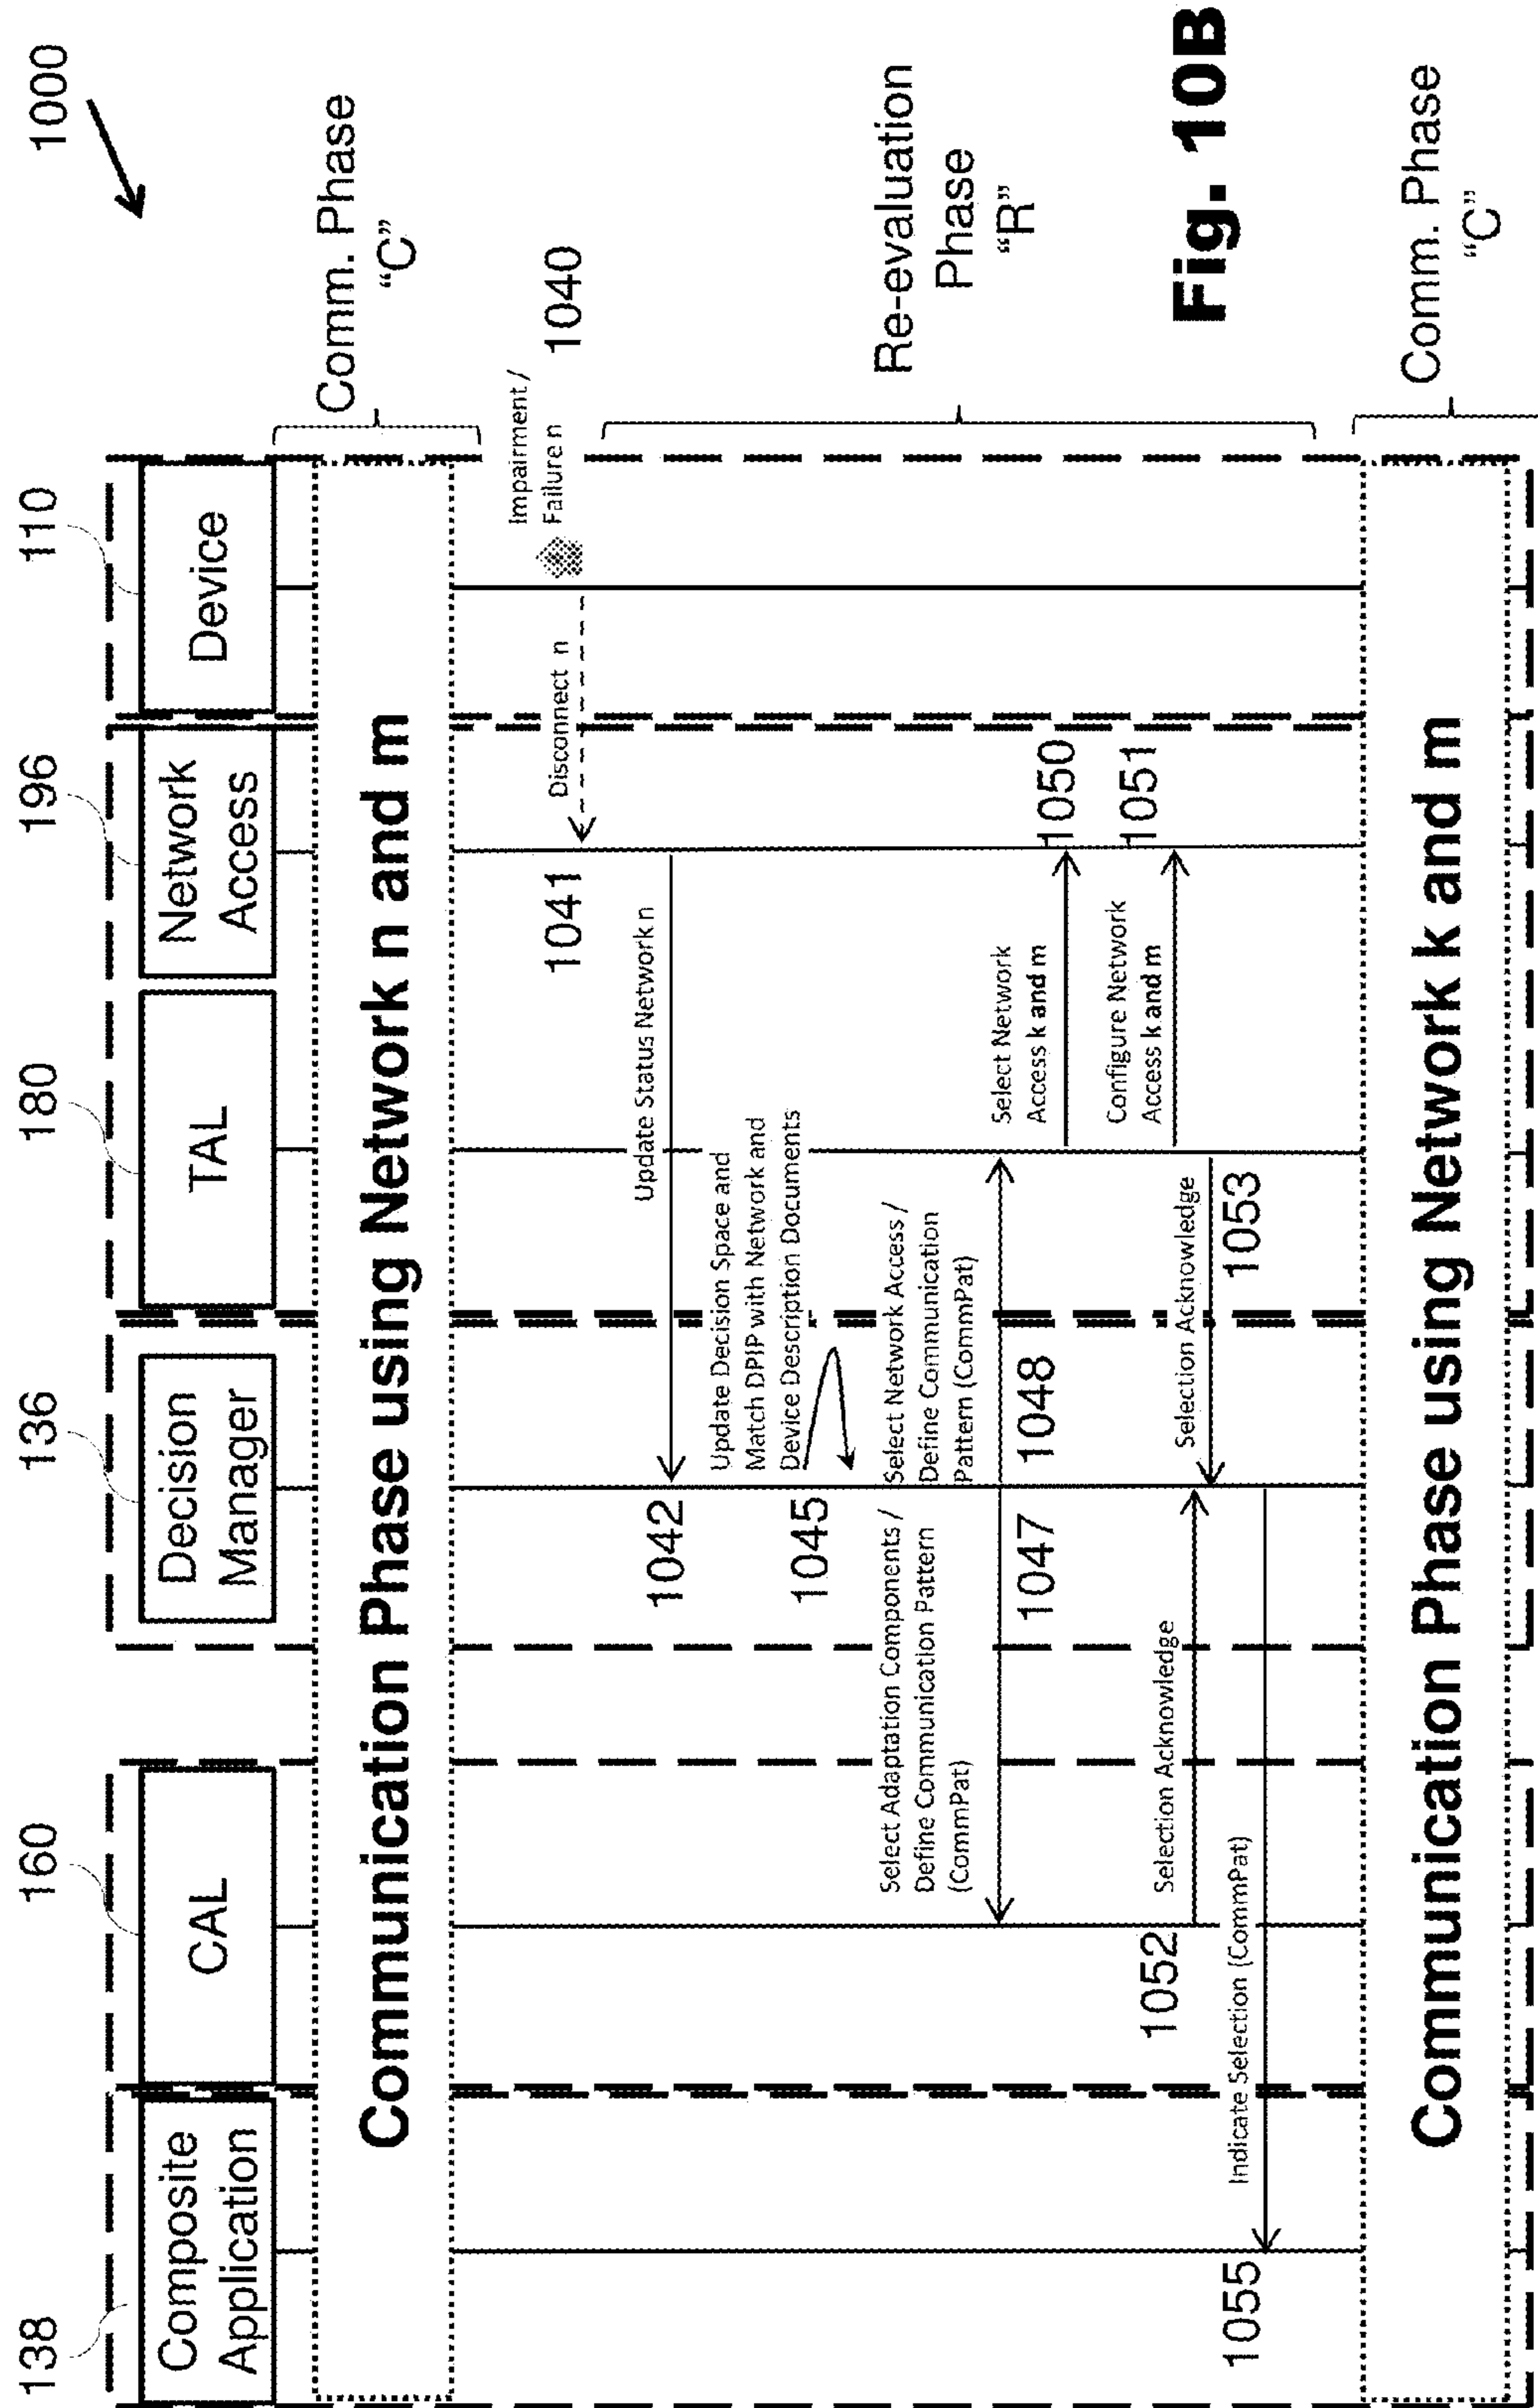 1000
138
160
136
180
196
110
Composite
Application
CAL
Decision
Manager
TAL
Network
Access
Device
Communication Phase using Network n and m
Comm. Phase
“C”
Impairment /
Failure n
1040
Disconnect n
1041
Update Status Network n
1042
Update Decision Space and
Match DPIP with Network and
Device Description Documents
1045
Select Adaptation Components /
Define Communication Pattern
(CommPat)
1047
Select Network Access /
Define Communication
Pattern (CommPat)
1048
Select Network
Access k and m
1050
Configure Network
Access k and m
1051
Re-evaluation
Phase
“R”
Selection Acknowledge
1052
Selection Acknowledge
1053
Indicate Selection (CommPat)
1055
Fig. 10B
Communication Phase using Network k and m
Comm. Phase
“C”